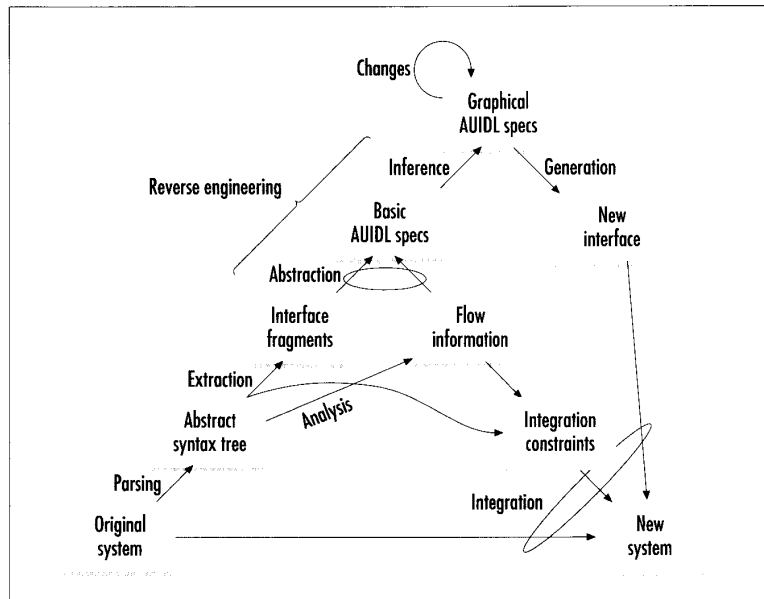 Changes
Graphical
AUIDL specs
Reverse engineering
Inference
Generation
Basic
AUIDL specs
New
interface
Abstraction
Interface
fragments
Flow
information
Extraction
Analysis
Abstract
syntax tree
Integration
constraints
Parsing
Integration
Original
system
New
system